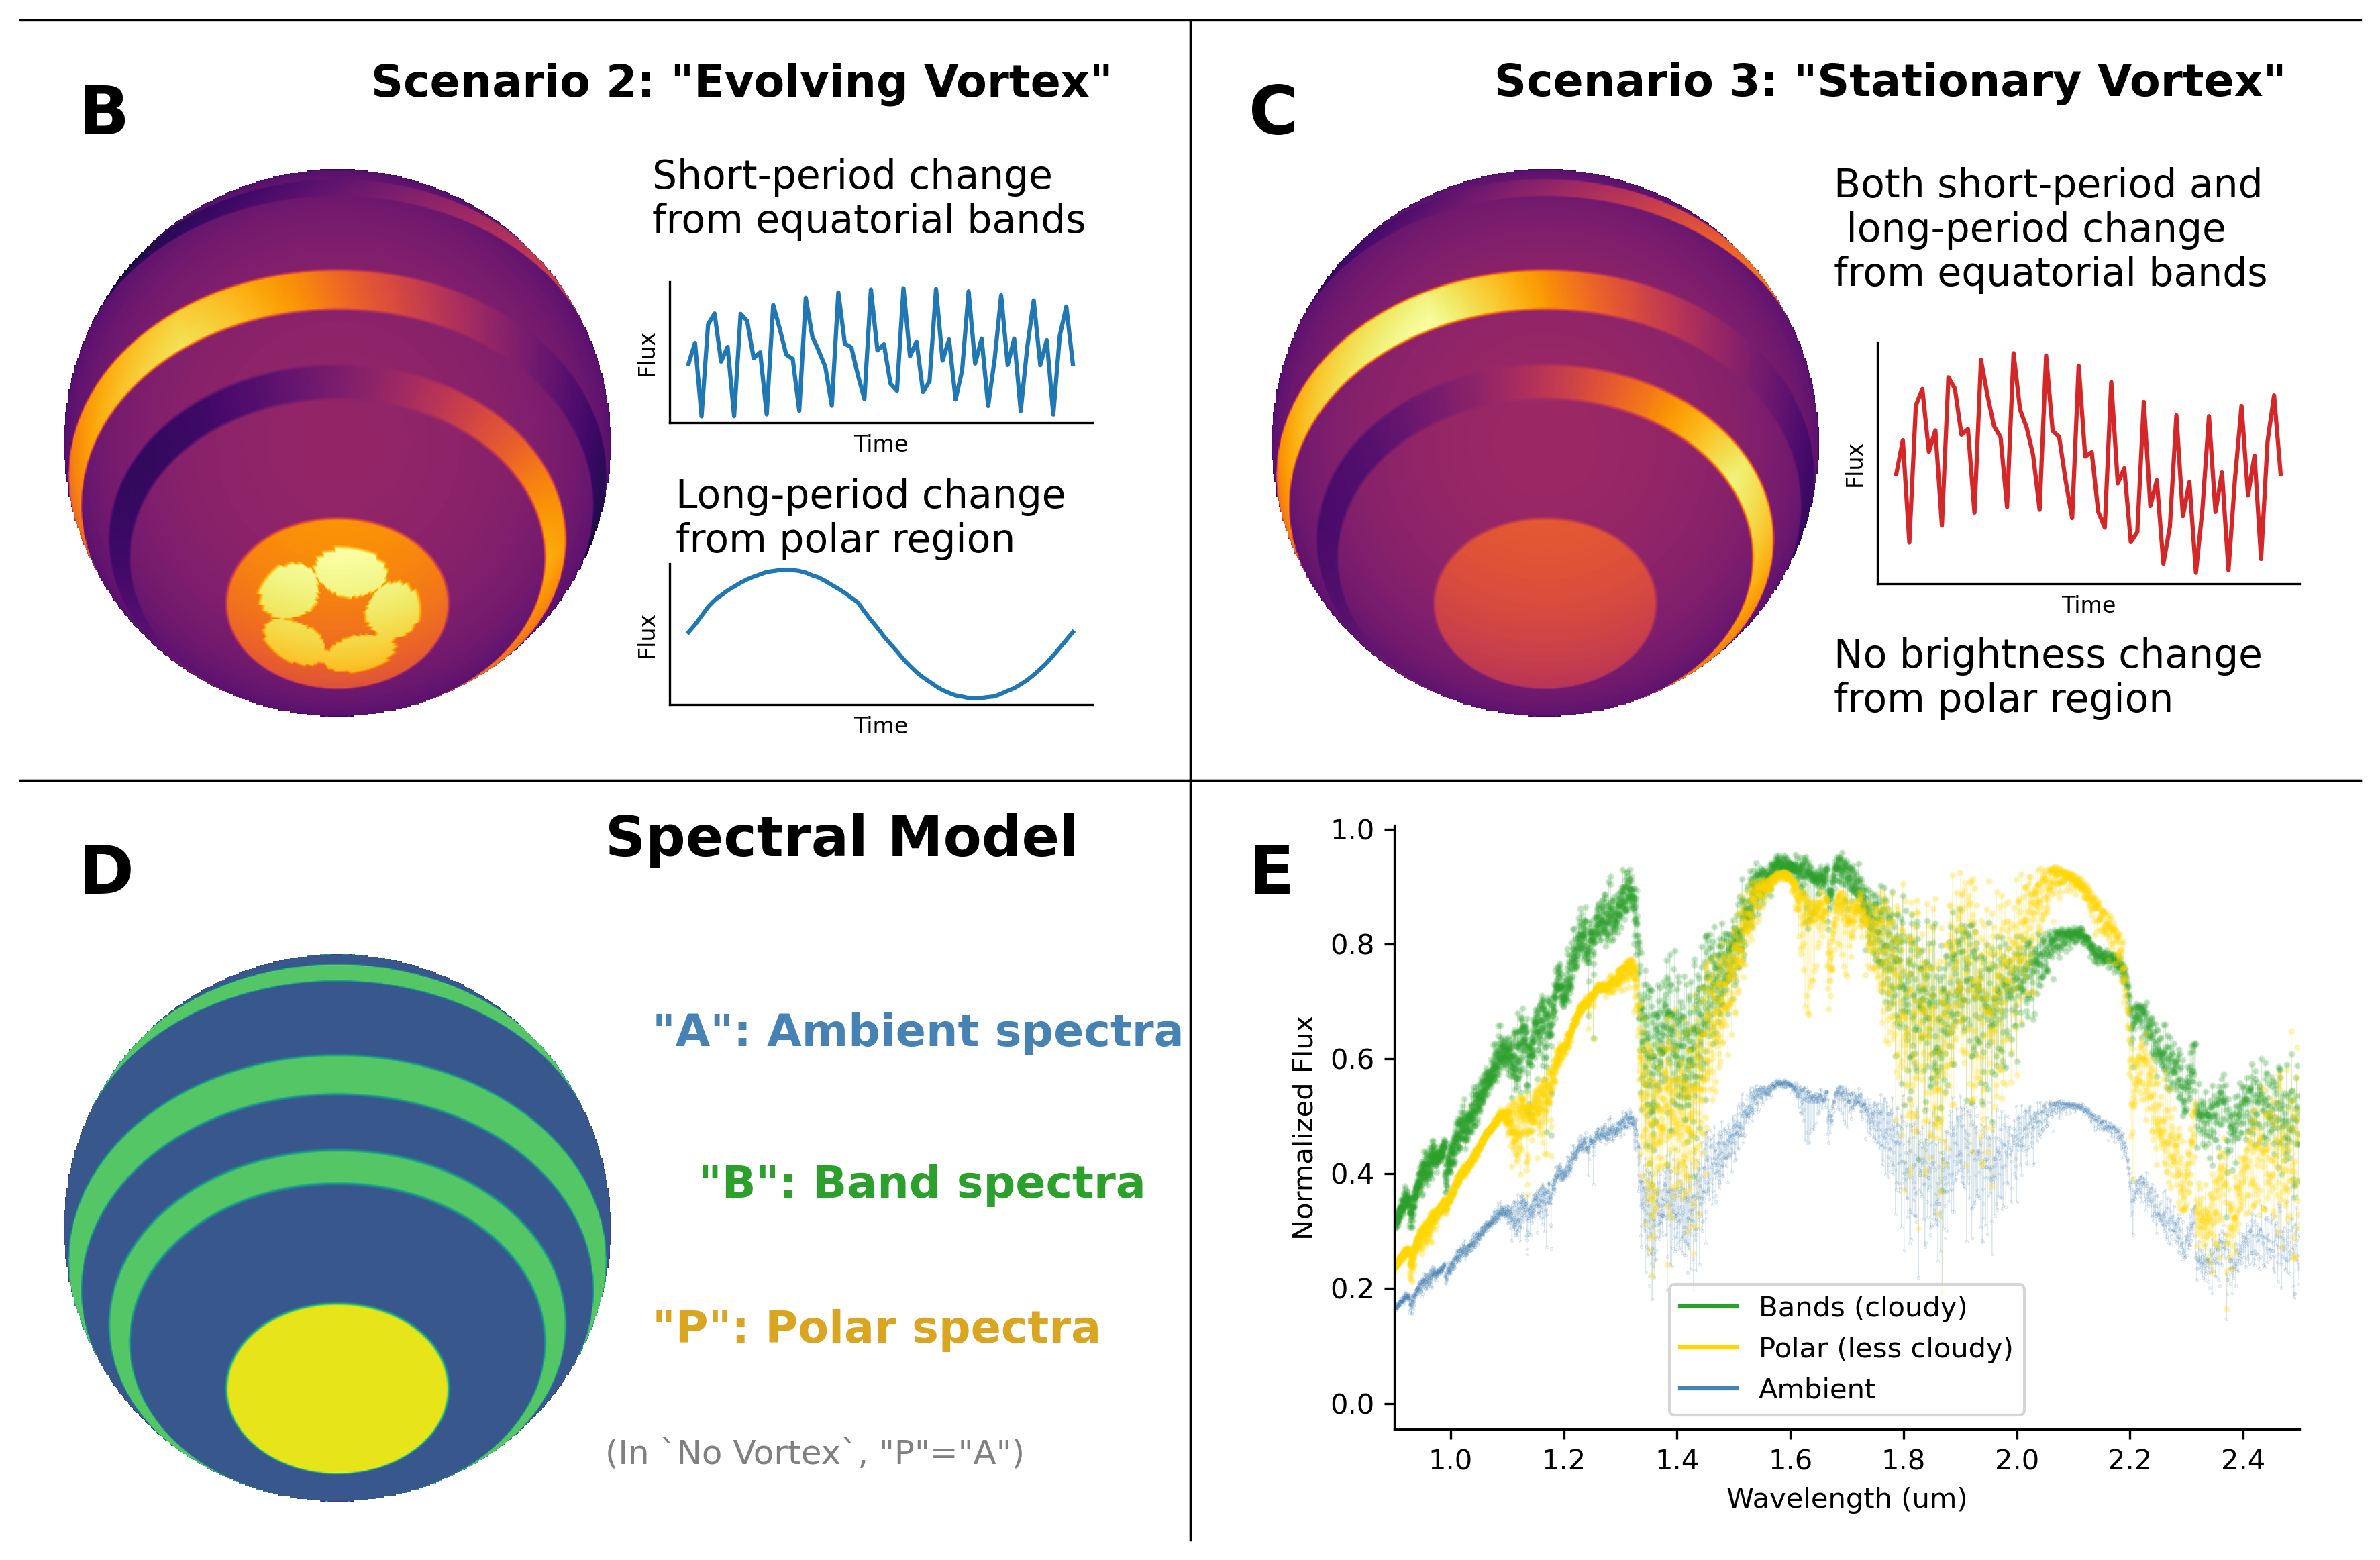 B
Scenario 2: "Evolving Vortex"
Short-period change
from equatorial bands
Flux
Time
Long-period change
from polar region
Flux
Time
C
Scenario 3: "Stationary Vortex"
Both short-period and
long-period change
from equatorial bands
Flux
Time
No brightness change
from polar region
D
Spectral Model
"A": Ambient spectra
"B": Band spectra
"P": Polar spectra
(In `No Vortex`, "P"="A")
E
1.0
0.8
0.6
0.4
0.2
0.0
Normalized Flux
Bands (cloudy)
Polar (less cloudy)
Ambient
1.0 1.2 1.4 1.6 1.8 2.0 2.2 2.4
Wavelength (um)